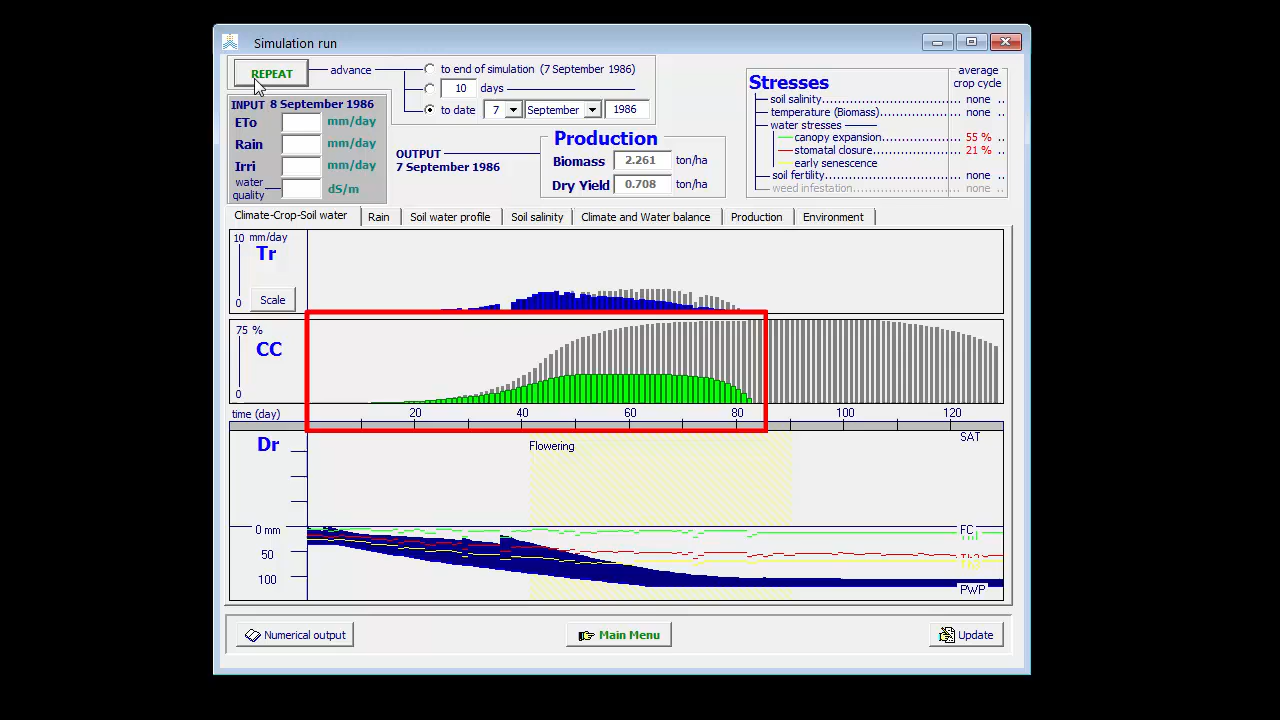 Simulation run
REPEAT
advance
to end of simulation (7 September 1986)
10 days
to date 7 September 1986
INPUT 8 September 1986
ETo mm/day
Rain mm/day
Irri mm/day
water quality dS/m
OUTPUT
7 September 1986
Production
Biomass 2.261 ton/ha
Dry Yield 0.708 ton/ha
Stresses
average
crop cycle
soil salinity none ..
temperature (Biomass) none ..
water stresses
canopy expansion 55 % ..
stomatal closure 21 % ..
early senescence
soil fertility none ..
weed infestation none ..
Climate-Crop-Soil water Rain Soil water profile Soil salinity Climate and Water balance Production Environment
10 mm/day
Tr
0
Scale
75 %
CC
0
time (day) 20 40 60 80 100 120
Dr
SAT
Flowering
0 mm
FC
50
100
PWP
Numerical output
Main Menu
Update